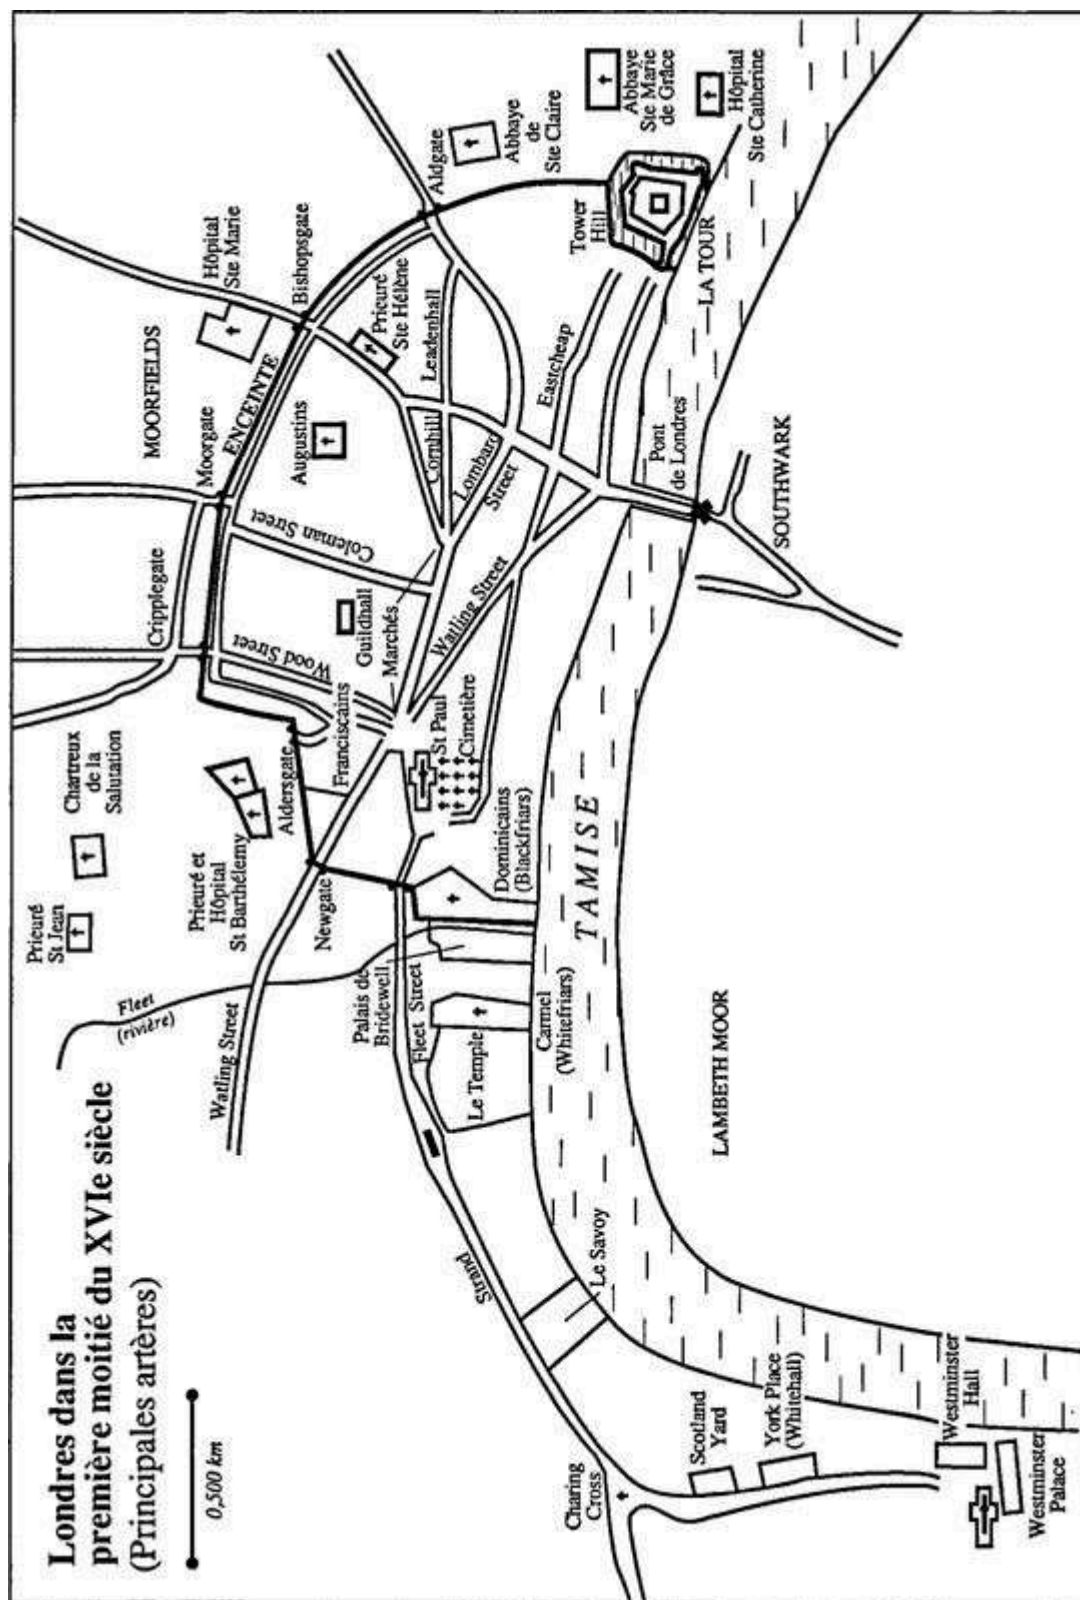 Londres dans la
première moitié du XVIe siècle
(Principales artères)
0,500 km
Prieuré
St Jean
Chartreux
de la
Salutation
Cripplegate
Moorgate
MOORFIELDS
Hôpital
Ste Marie
Bishopsgate
ENCEINTE
Fleet
(rivière)
Watling Street
Prieuré et
Hôpital
St Barthélemy
Aldersgate
Newgate
Franciscains
Wood Street
Guildhall
Marchés
Coleman Street
Augustins
Prieuré
Ste Hélène
Cornhill
Leadenhall
Aldgate
Abbaye
de
Ste Claire
Lombard
Street
Watling Street
Eastcheap
Tower
Hill
Abbaye
Ste Marie
de Grâce
Hôpital
Ste Catherine
LA TOUR
Palais de
Bridewell
Fleet Street
St Paul
Cimetière
Dominicains
(Blackfriars)
Le Temple
Carmel
(Whitefriars)
TAMISE
Pont
de Londres
SOUTHWARK
Strand
Le Savoy
LAMBETH MOOR
Charing
Cross
Scotland
Yard
York Place
(Whitehall)
Westminster
Hall
Westminster
Palace